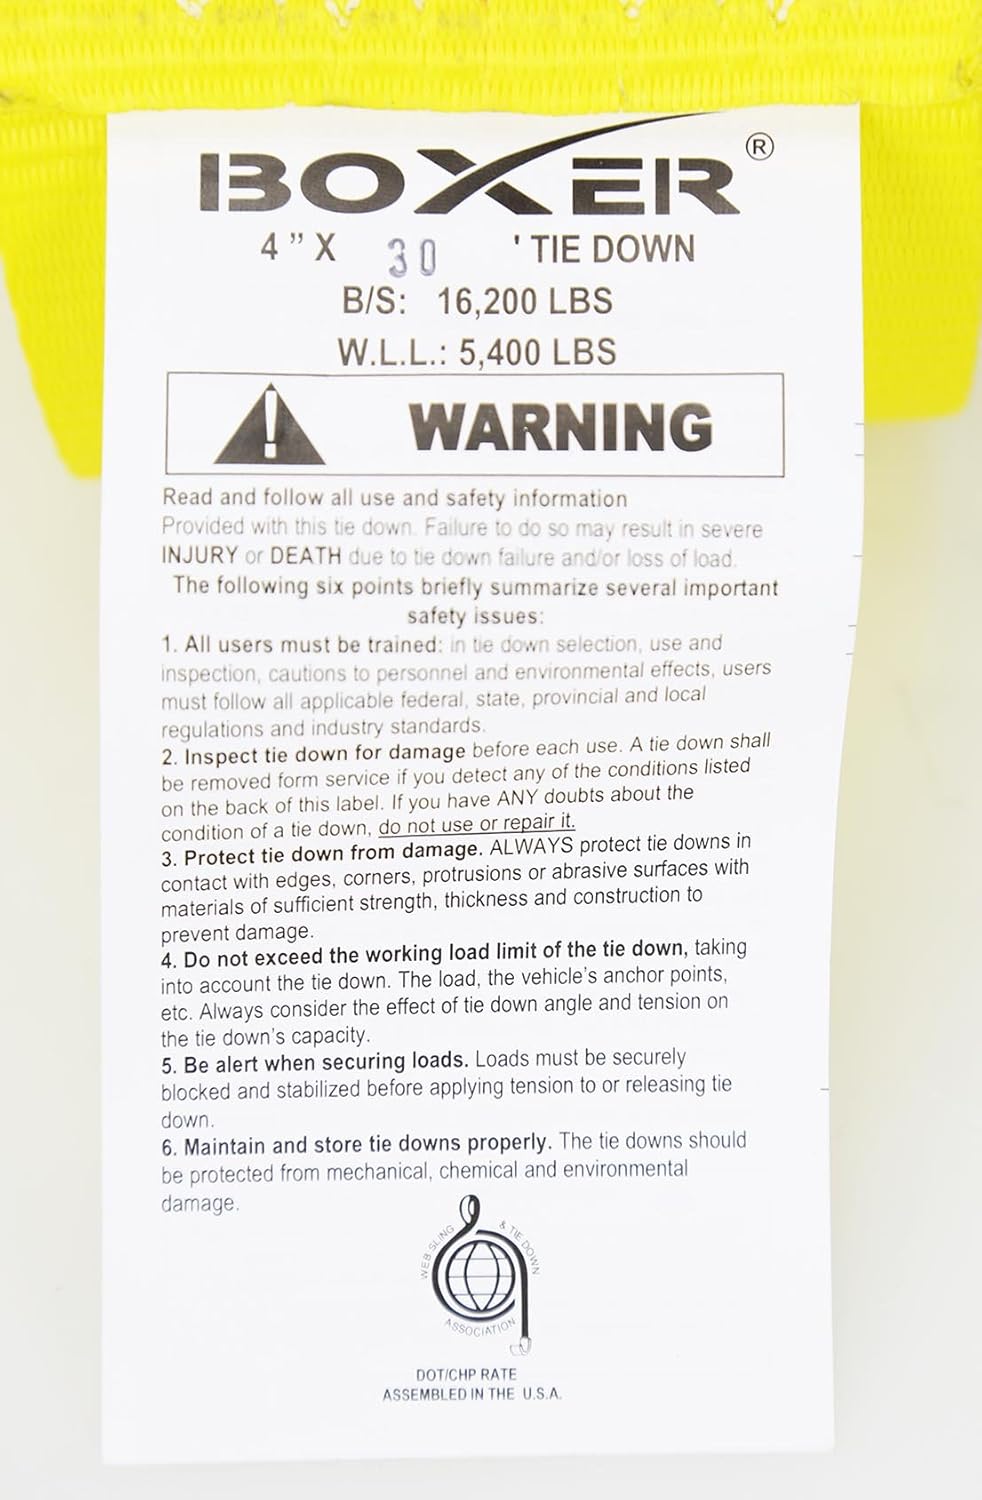 BOXER®
4" X 30 ' TIE DOWN
B/S: 16,200 LBS
W.L.L.: 5,400 LBS
WARNING
Read and follow all use and safety information
Provided with this tie down. Failure to do so may result in severe
INJURY or DEATH due to tie down failure and/or loss of load.
The following six points briefly summarize several important
safety issues:
1. All users must be trained: in tie down selection, use and
inspection, cautions to personnel and environmental effects, users
must follow all applicable federal, state, provincial and local
regulations and industry standards.
2. Inspect tie down for damage before each use. A tie down shall
be removed form service if you detect any of the conditions listed
on the back of this label. If you have ANY doubts about the
condition of a tie down, do not use or repair it.
3. Protect tie down from damage. ALWAYS protect tie downs in
contact with edges, corners, protrusions or abrasive surfaces with
materials of sufficient strength, thickness and construction to
prevent damage.
4. Do not exceed the working load limit of the tie down, taking
into account the tie down. The load, the vehicle's anchor points,
etc. Always consider the effect of tie down angle and tension on
the tie down's capacity.
5. Be alert when securing loads. Loads must be securely
blocked and stabilized before applying tension to or releasing tie
down.
6. Maintain and store tie downs properly. The tie downs should
be protected from mechanical, chemical and environmental
damage.
WEB SLING & TIE DOWN
ASSOCIATION
DOT/CHP RATE
ASSEMBLED IN THE U.S.A.